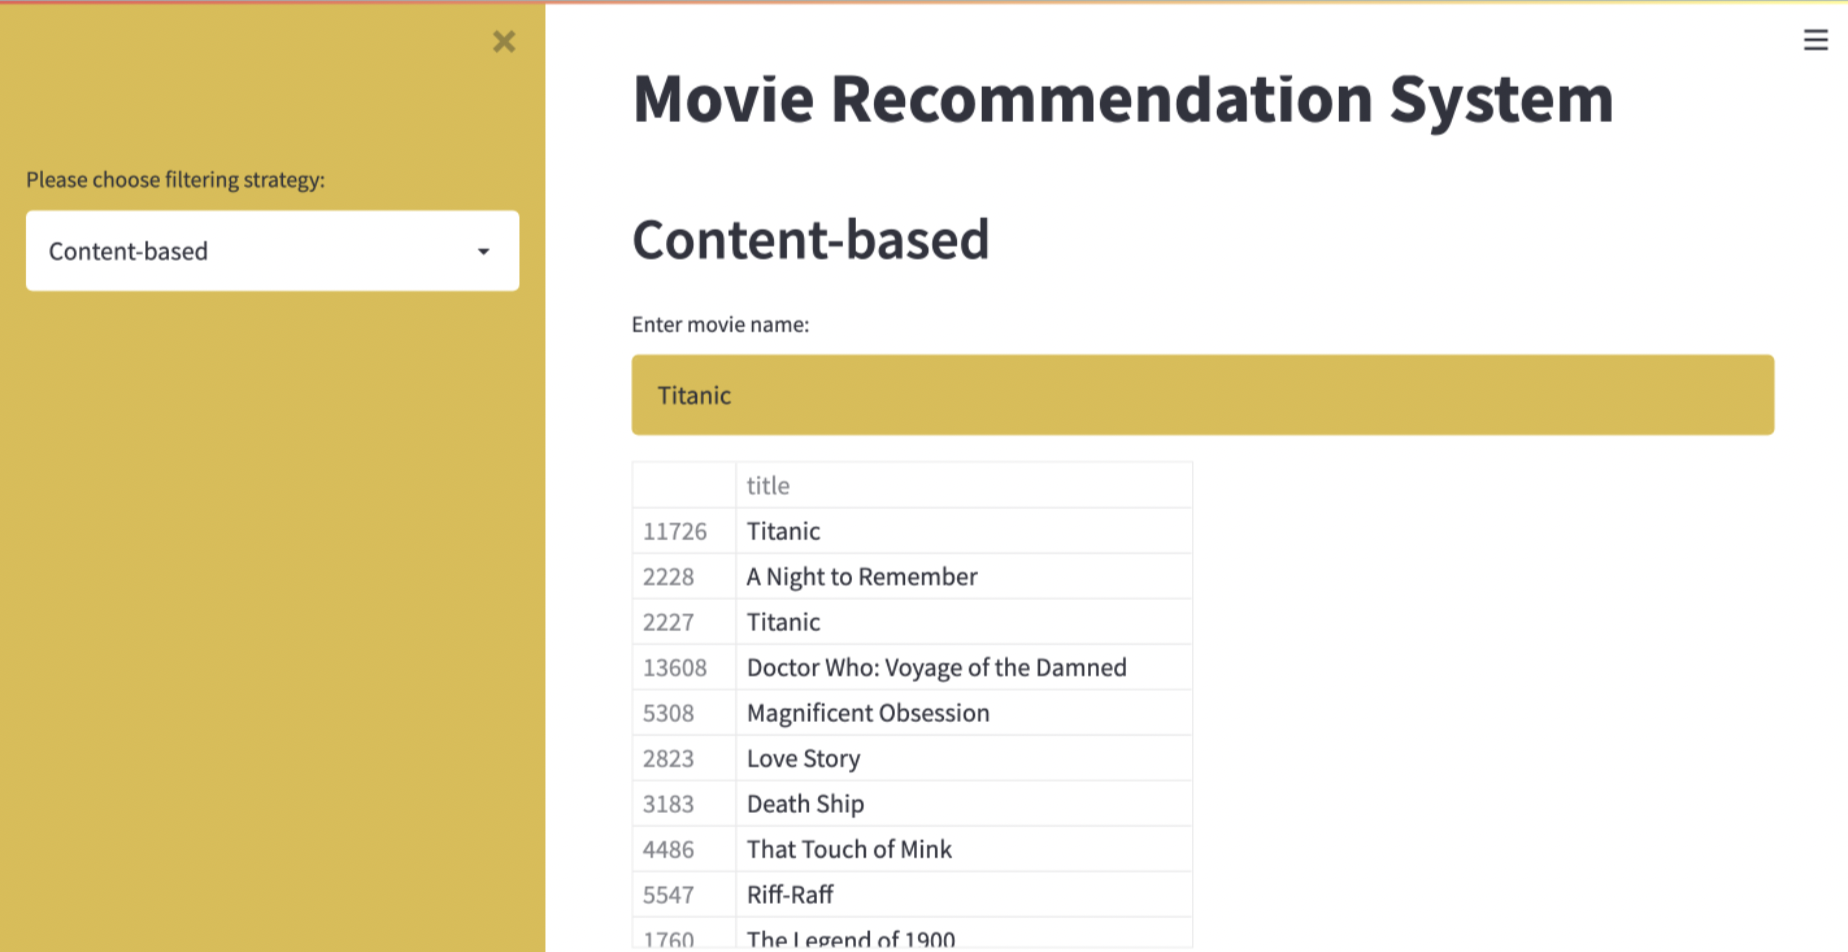 Movie Recommendation System
Please choose filtering strategy:
Content-based
Content-based
Enter movie name:
Titanic
title
11726 Titanic
2228 A Night to Remember
2227 Titanic
13608 Doctor Who: Voyage of the Damned
5308 Magnificent Obsession
2823 Love Story
3183 Death Ship
4486 That Touch of Mink
5547 Riff-Raff
1760 The Legend of 1900